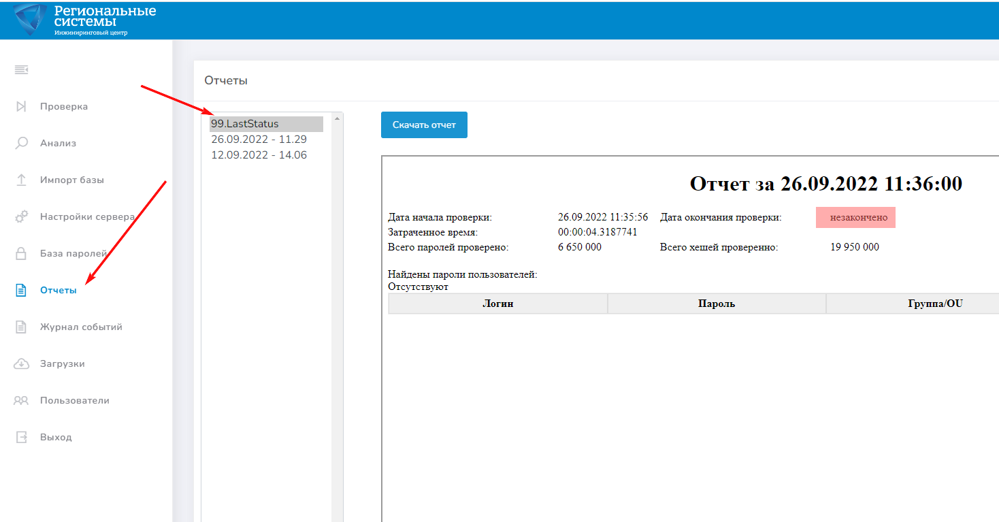 Региональные
системы
Инжиниринговый центр
Проверка
Анализ
Импорт базы
Настройки сервера
База паролей
Отчеты
Журнал событий
Загрузки
Пользователи
Выход
Отчеты
99.LastStatus
26.09.2022 - 11.29
12.09.2022 - 14.06
Скачать отчет
Отчет за 26.09.2022 11:36:00
Дата начала проверки: 26.09.2022 11:35:56 Дата окончания проверки: незакончено
Затраченное время: 00:00:04.3187741
Всего паролей проверено: 6 650 000 Всего хешей проверенно: 19 950 000
Найдены пароли пользователей:
Отсутствуют
Логин Пароль Группа/OU